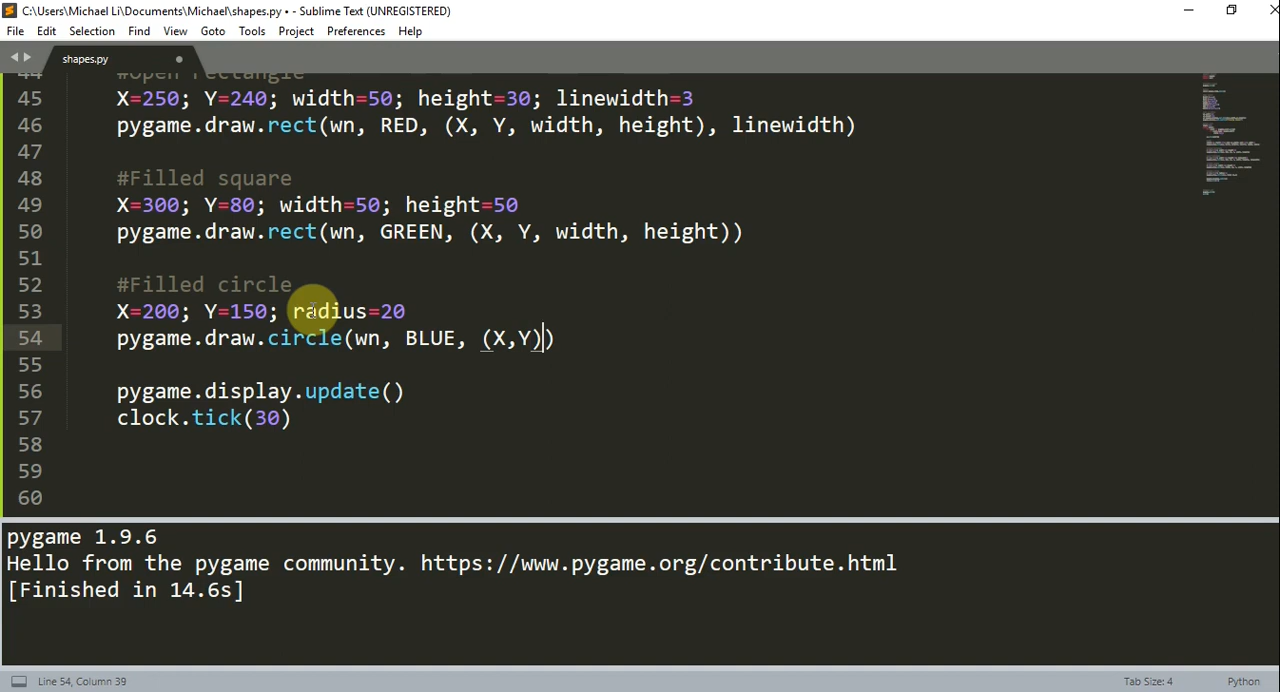 C:\Users\Michael Li\Documents\Michael\shapes.py • - Sublime Text (UNREGISTERED)
File Edit Selection Find View Goto Tools Project Preferences Help
shapes.py
44 #Open rectangle
45 X=250; Y=240; width=50; height=30; linewidth=3
46 pygame.draw.rect(wn, RED, (X, Y, width, height), linewidth)
47
48 #Filled square
49 X=300; Y=80; width=50; height=50
50 pygame.draw.rect(wn, GREEN, (X, Y, width, height))
51
52 #Filled circle
53 X=200; Y=150; radius=20
54 pygame.draw.circle(wn, BLUE, (X,Y))
55
56 pygame.display.update()
57 clock.tick(30)
58
59
60
pygame 1.9.6
Hello from the pygame community. https://www.pygame.org/contribute.html
[Finished in 14.6s]
Line 54, Column 39 Tab Size: 4 Python